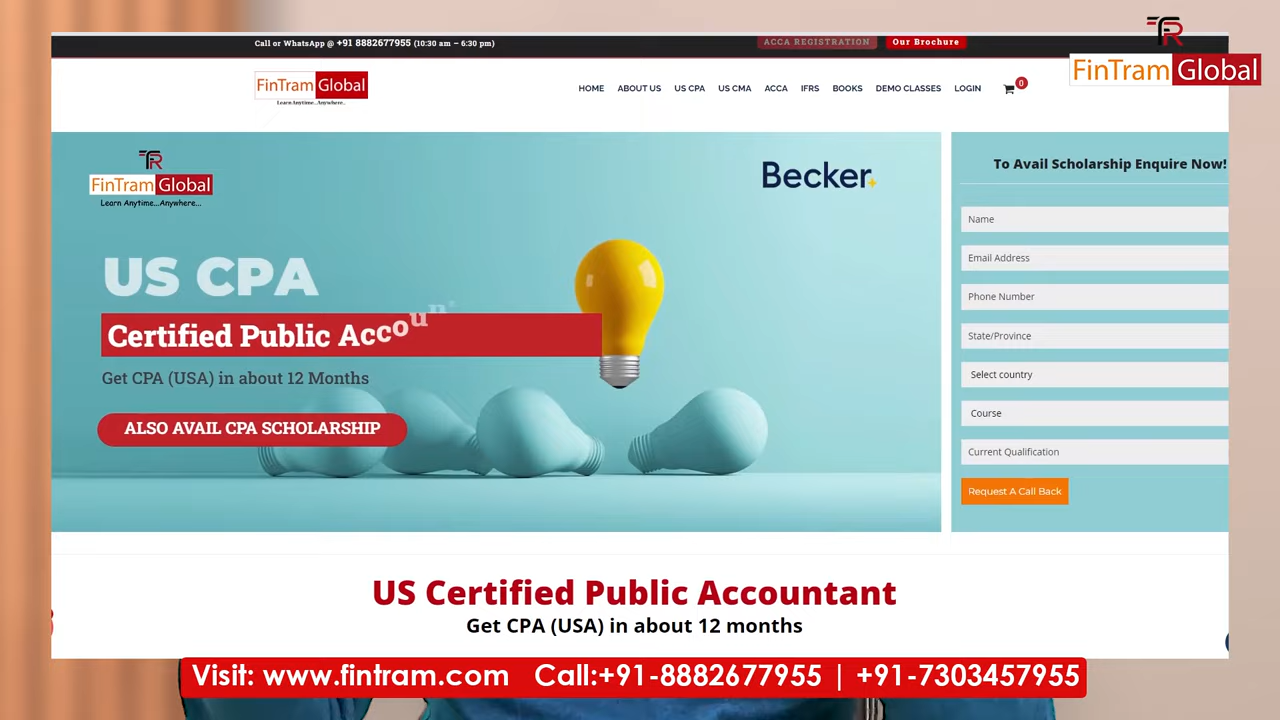 Call or WhatsApp @ +91 8882677955 (10:30 am – 6:30 pm)
ACCA REGISTRATION
Our Brochure
FinTram Global
FinTram Global
Learn Anytime...Anywhere..
HOME ABOUT US US CPA US CMA ACCA IFRS BOOKS DEMO CLASSES LOGIN 0
FinTram Global
Learn Anytime...Anywhere...
Becker
US CPA
Certified Public Accoun
Get CPA (USA) in about 12 Months
ALSO AVAIL CPA SCHOLARSHIP
To Avail Scholarship Enquire Now!
Name
Email Address
Phone Number
State/Province
Select country
Course
Current Qualification
Request A Call Back
US Certified Public Accountant
Get CPA (USA) in about 12 months
Visit: www.fintram.com Call:+91-8882677955 | +91-7303457955